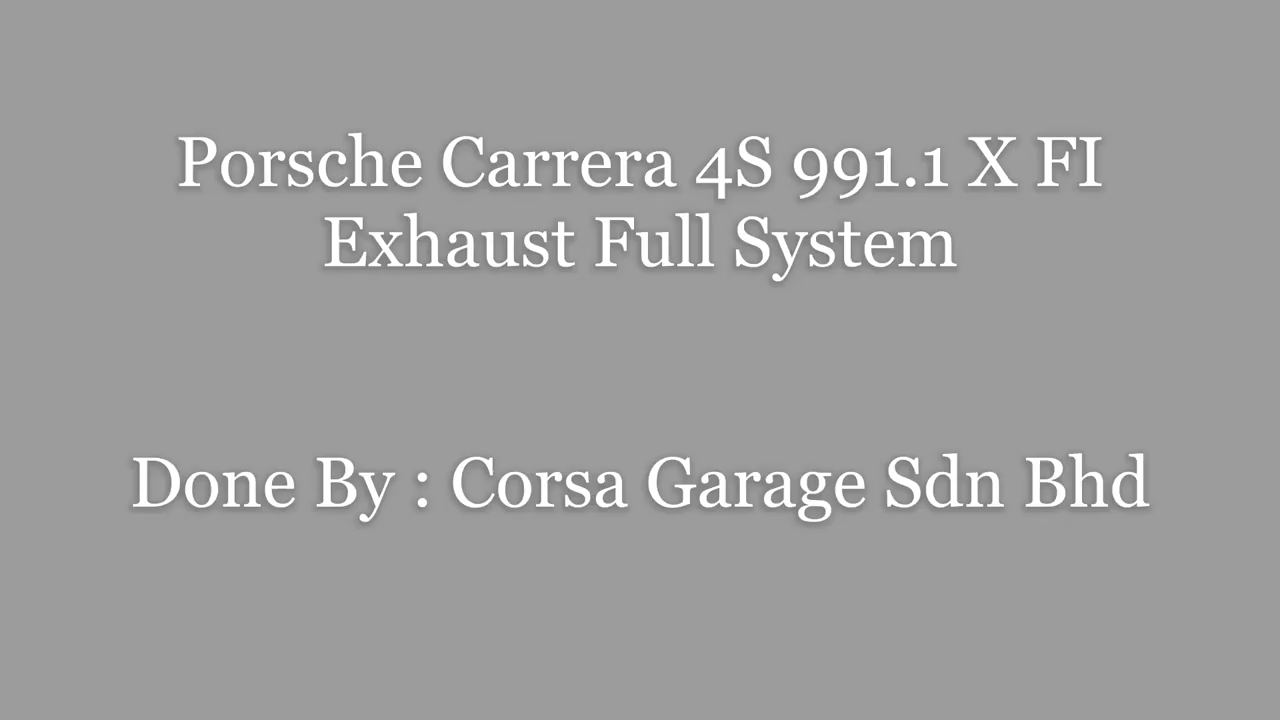 Porsche Carrera 4S 991.1 X FI
Exhaust Full System
Done By : Corsa Garage Sdn Bhd